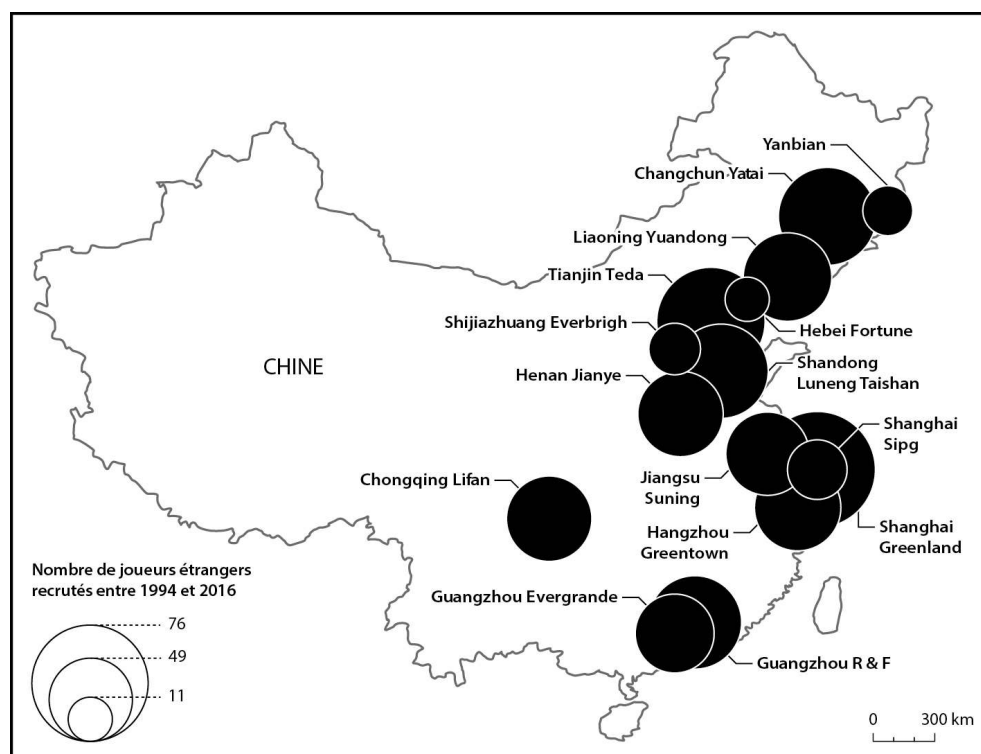 Yanbian
Changchun Yatai
Liaoning Yuandong
Tianjin Teda
Hebei Fortune
Shijiazhuang Everbrigh
Shandong
Luneng Taishan
CHINE
Henan Jianye
Shanghai
Sipg
Chongqing Lifan
Jiangsu
Suning
Hangzhou
Greentown
Shanghai
Greenland
Nombre de joueurs étrangers
recrutés entre 1994 et 2016
76
49
11
Guangzhou Evergrande
Guangzhou R & F
0 300 km